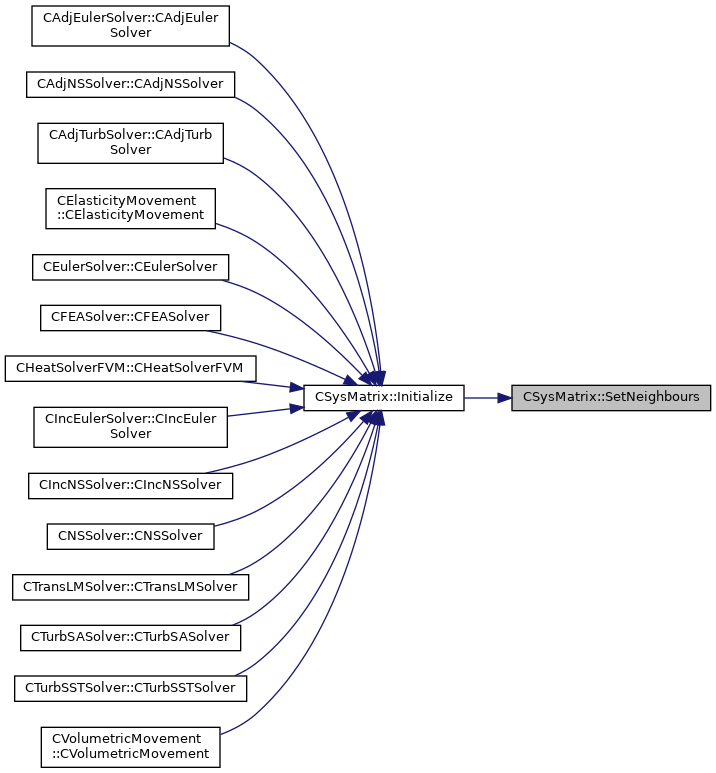 CAdjEulerSolver::CAdjEuler
Solver
CAdjNSSolver::CAdjNSSolver
CAdjTurbSolver::CAdjTurb
Solver
CElasticityMovement
::CElasticityMovement
CEulerSolver::CEulerSolver
CFEASolver::CFEASolver
CHeatSolverFVM::CHeatSolverFVM
CSysMatrix::Initialize
CSysMatrix::SetNeighbours
CIncEulerSolver::CIncEuler
Solver
CIncNSSolver::CIncNSSolver
CNSSolver::CNSSolver
CTransLMSolver::CTransLMSolver
CTurbSASolver::CTurbSASolver
CTurbSSTSolver::CTurbSSTSolver
CVolumetricMovement
::CVolumetricMovement